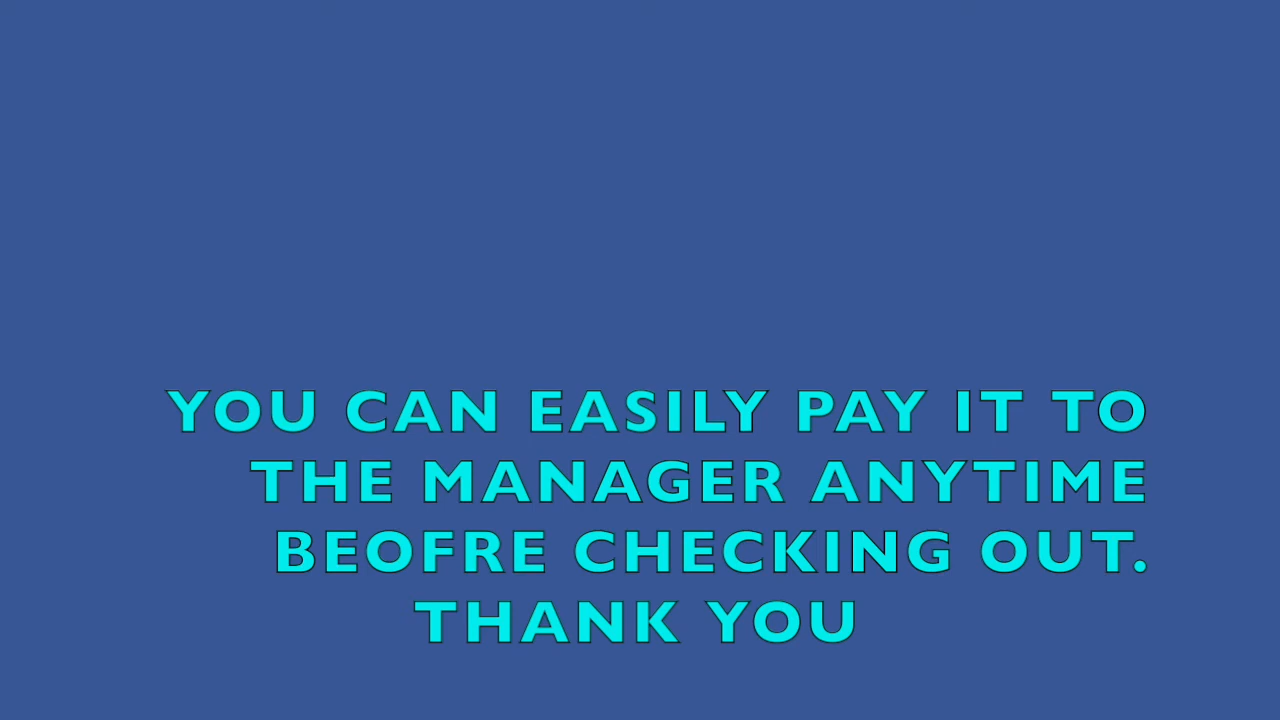 YOU CAN EASILY PAY IT TO
THE MANAGER ANYTIME
BEOFRE CHECKING OUT.
THANK YOU